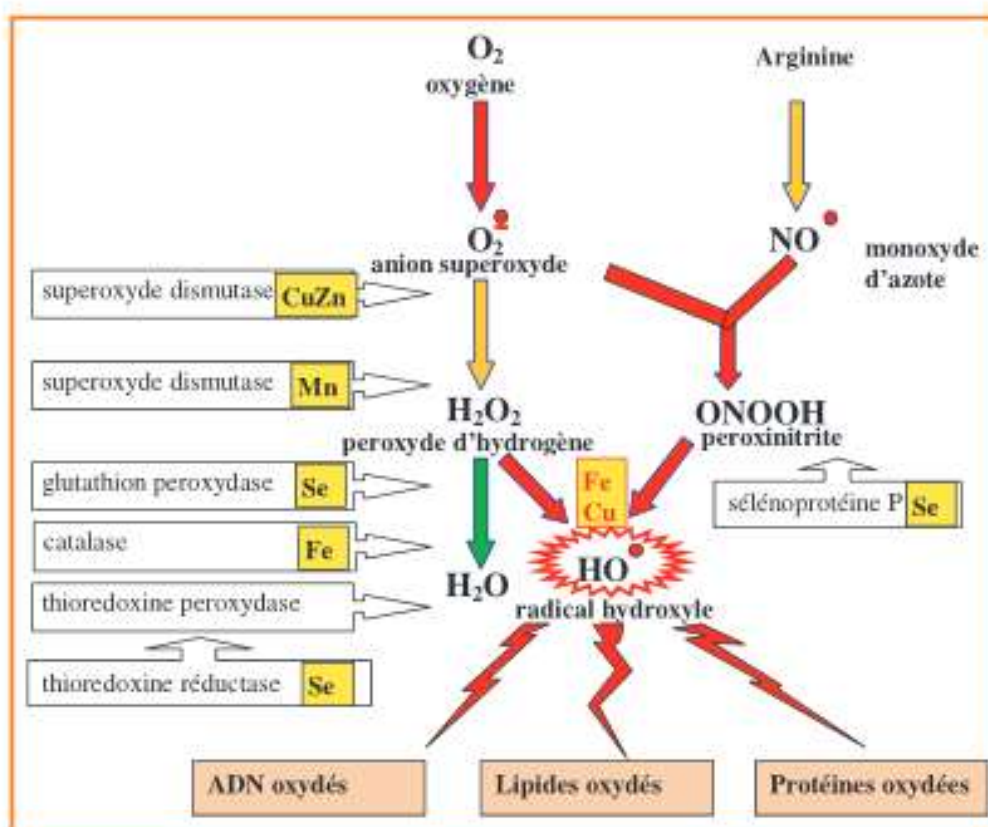 O₂
oxygène
Arginine
O₂
anion superoxyde
NO
monoxyde
d'azote
superoxyde dismutase CuZn
superoxyde dismutase Mn
H₂O₂
peroxyde d'hydrogène
ONOOH
peroxinitrite
glutathion peroxydase Se
Fe
Cu
sélénoprotéine P Se
catalase Fe
HO
H₂O
thioredoxine peroxydase
radical hydroxyle
thioredoxine réductase Se
ADN oxydés
Lipides oxydés
Protéines oxydées